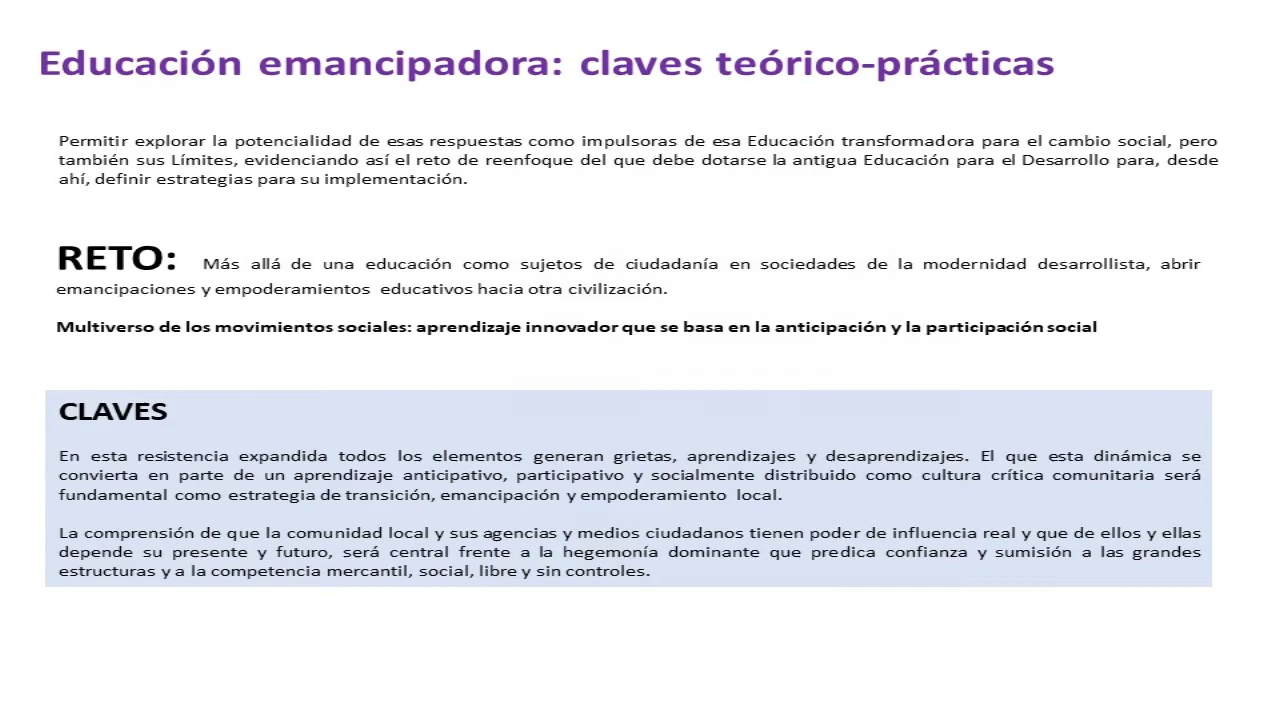 Educación emancipadora: claves teórico-prácticas
Permitir explorar la potencialidad de esas respuestas como impulsoras de esa Educación transformadora para el cambio social, pero
también sus Límites, evidenciando así el reto de reenfoque del que debe dotarse la antigua Educación para el Desarrollo para, desde
ahí, definir estrategias para su implementación.
RETO: Más allá de una educación como sujetos de ciudadanía en sociedades de la modernidad desarrollista, abrir
emancipaciones y empoderamientos educativos hacia otra civilización.
Multiverso de los movimientos sociales: aprendizaje innovador que se basa en la anticipación y la participación social
CLAVES
En esta resistencia expandida todos los elementos generan grietas, aprendizajes y desaprendizajes. El que esta dinámica se
convierta en parte de un aprendizaje anticipativo, participativo y socialmente distribuido como cultura crítica comunitaria será
fundamental como estrategia de transición, emancipación y empoderamiento local.
La comprensión de que la comunidad local y sus agencias y medios ciudadanos tienen poder de influencia real y que de ellos y ellas
depende su presente y futuro, será central frente a la hegemonía dominante que predica confianza y sumisión a las grandes
estructuras y a la competencia mercantil, social, libre y sin controles.